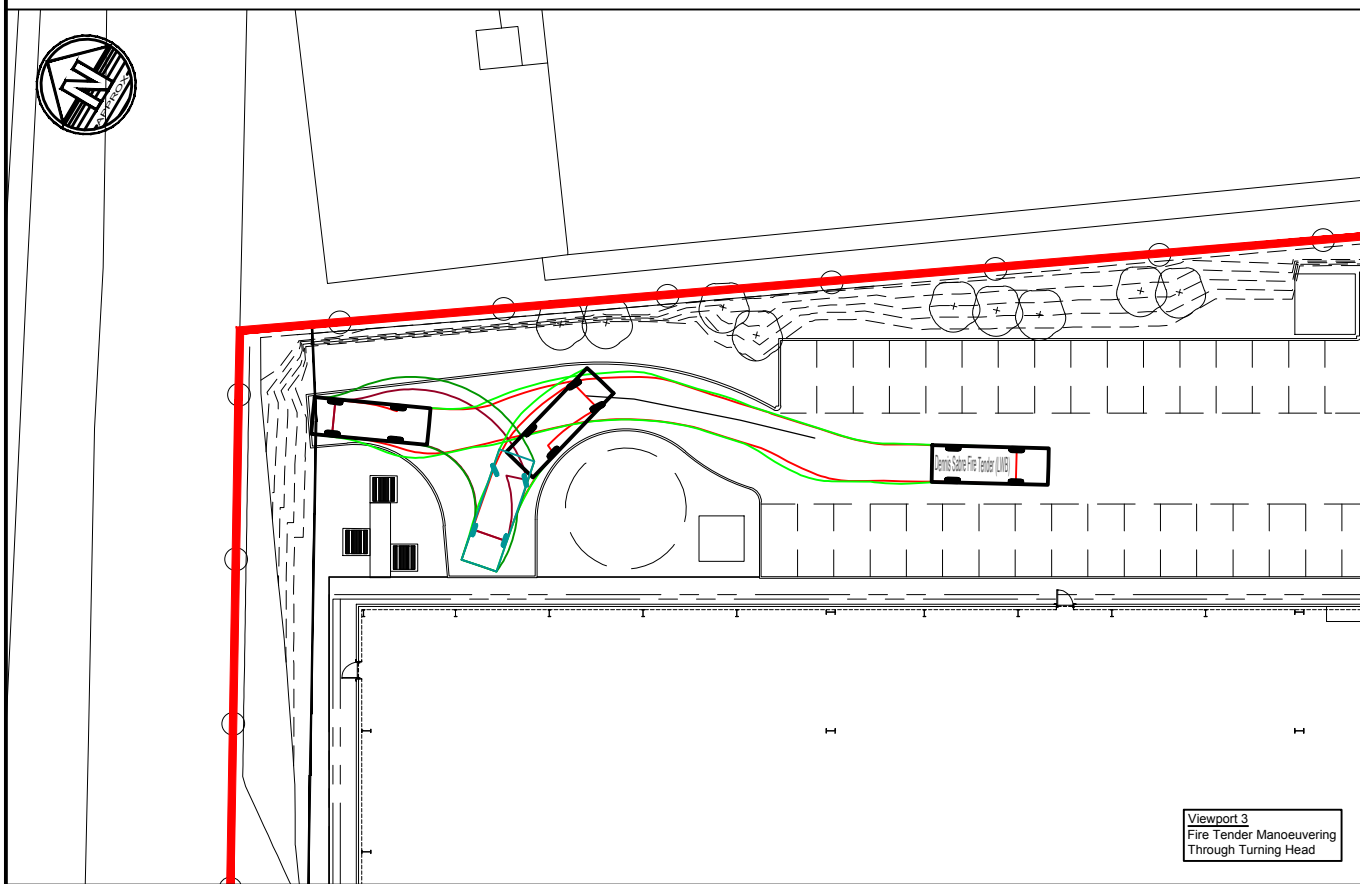 N
APPROX.
Dennis Sabre Fire Tender (LWB)
Viewport 3
Fire Tender Manoeuvering
Through Turning Head